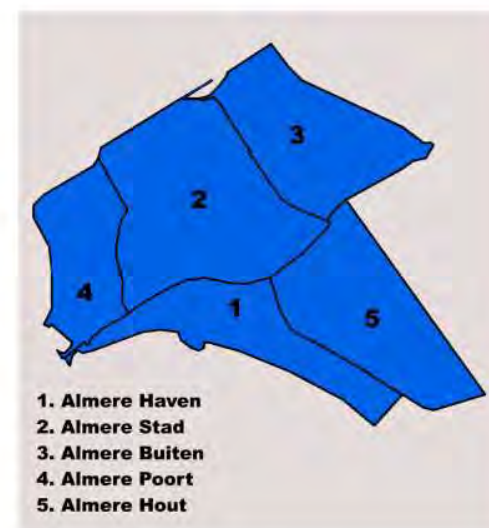 3
2
4
1
5
1. Almere Haven
2. Almere Stad
3. Almere Buiten
4. Almere Poort
5. Almere Hout